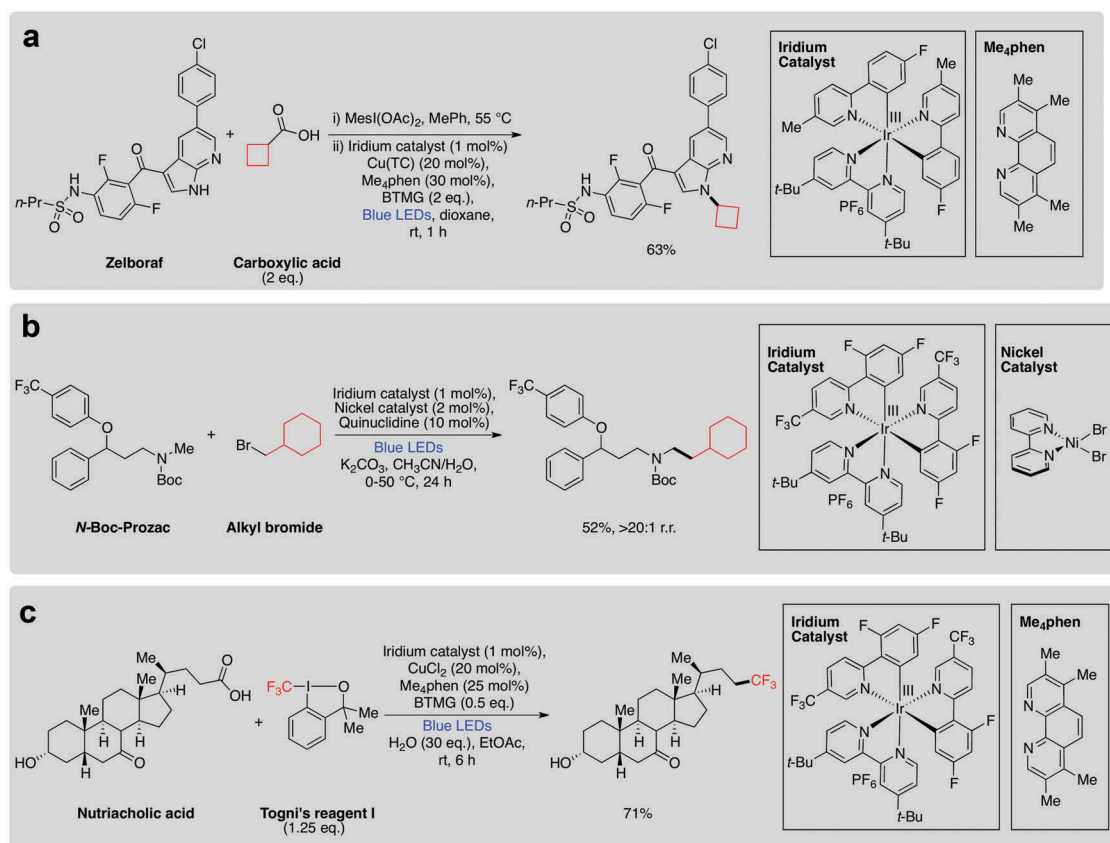 a
Cl
N
N
H
O
F
F
NH
n-Pr
S
O
O
Zelboraf
+
O
OH
Carboxylic acid
(2 eq.)
i) MesI(OAc)2, MePh, 55 °C
ii) Iridium catalyst (1 mol%)
Cu(TC) (20 mol%),
Me4phen (30 mol%),
BTMG (2 eq.),
Blue LEDs, dioxane,
rt, 1 h
Cl
N
N
O
F
F
NH
n-Pr
S
O
O
63%
Iridium
Catalyst
F
Me
III
N
N
Me
Ir
N
N
t-Bu
PF6
F
t-Bu
Me4phen
Me
Me
N
N
Me
Me
b
F3C
O
N
Me
Boc
N-Boc-Prozac
+
Br
Alkyl bromide
Iridium catalyst (1 mol%),
Nickel catalyst (2 mol%),
Quinuclidine (10 mol%)
Blue LEDs
K2CO3, CH3CN/H2O,
0-50 °C, 24 h
F3C
O
N
Boc
52%, >20:1 r.r.
Iridium
Catalyst
F
F
CF3
III
N
N
F3C
Ir
F
N
N
t-Bu
PF6
F
t-Bu
Nickel
Catalyst
N
N
Ni
Br
Br
c
Me
O
OH
Me
H
Me
H
H
HO
H
O
Nutriacholic acid
+
F3C
I
O
Me
Me
Togni's reagent I
(1.25 eq.)
Iridium catalyst (1 mol%),
CuCl2 (20 mol%),
Me4phen (25 mol%)
BTMG (0.5 eq.)
Blue LEDs
H2O (30 eq.), EtOAc,
rt, 6 h
Me
CF3
Me
H
Me
H
H
HO
H
O
71%
Iridium
Catalyst
F
F
CF3
III
N
N
F3C
Ir
F
N
N
t-Bu
PF6
F
t-Bu
Me4phen
Me
Me
N
N
Me
Me